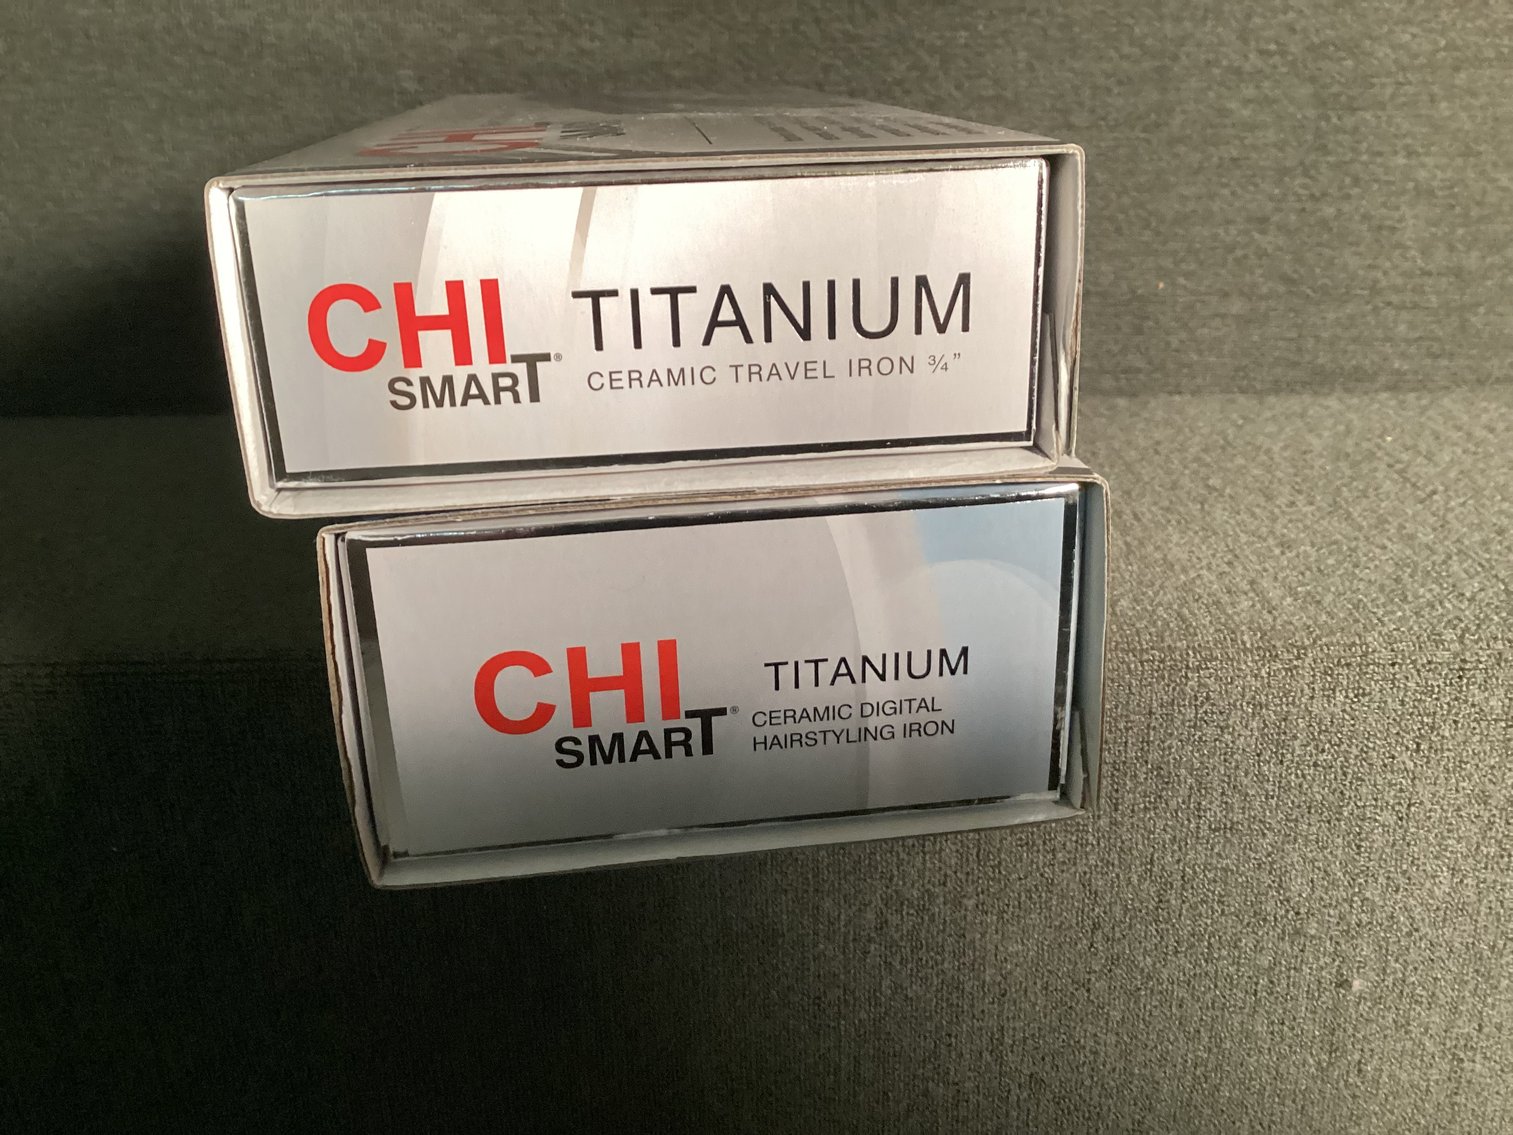 CHI
SMART®
TITANIUM
CERAMIC TRAVEL IRON ¾”
CHI
SMART®
TITANIUM
CERAMIC DIGITAL
HAIRSTYLING IRON